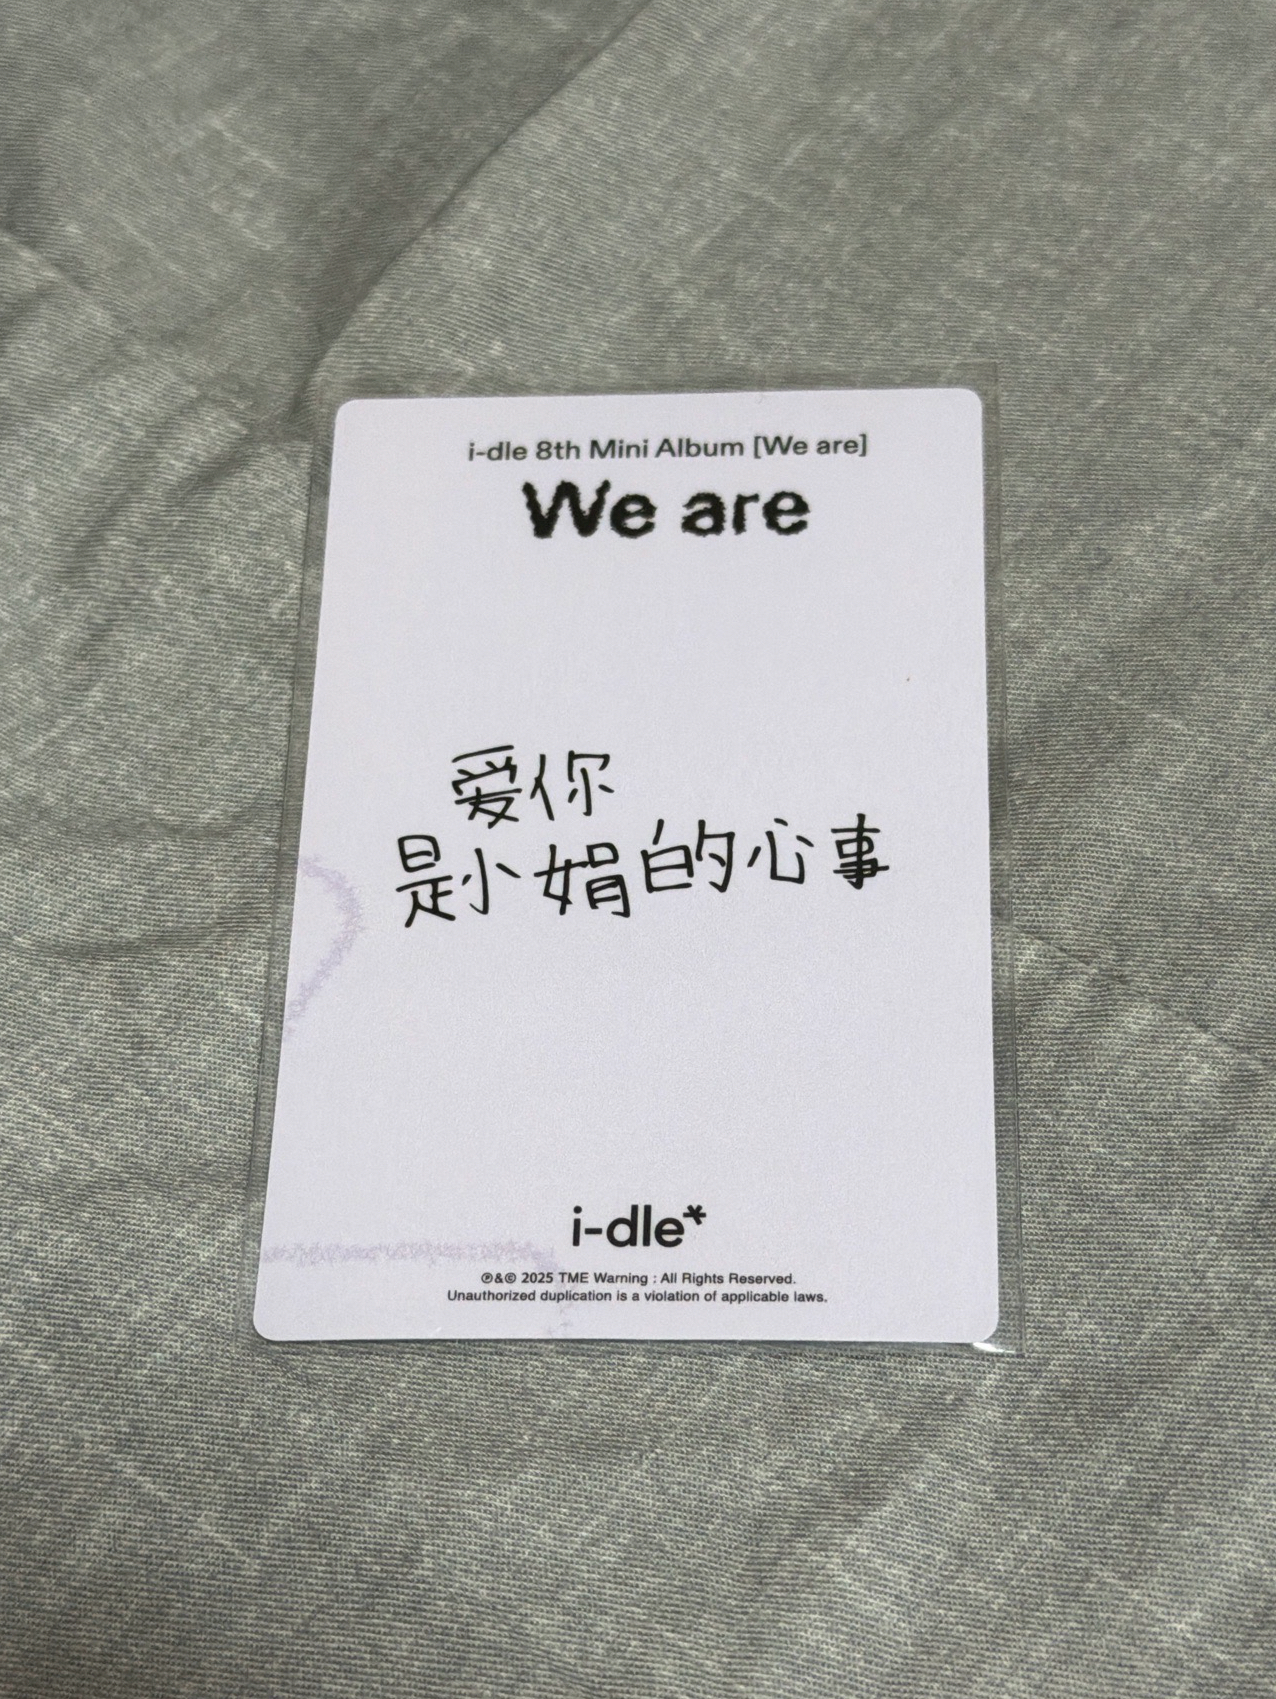 i-dle 8th Mini Album [We are]
We are
爱你
是小娟的心事
i-dle*
℗&© 2025 TME Warning : All Rights Reserved.
Unauthorized duplication is a violation of applicable laws.